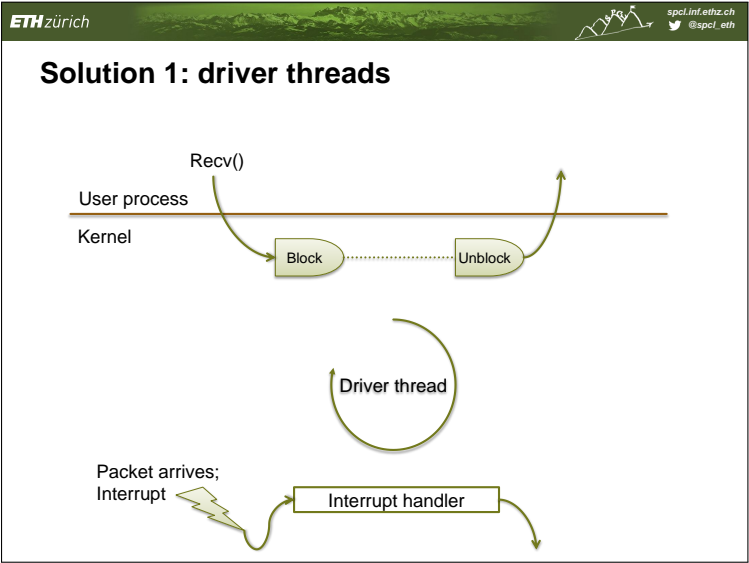 ETH zürich
spcl.inf.ethz.ch
@spcl_eth
Solution 1: driver threads
Recv()
User process
Kernel
Block
Unblock
Driver thread
Packet arrives;
Interrupt
Interrupt handler